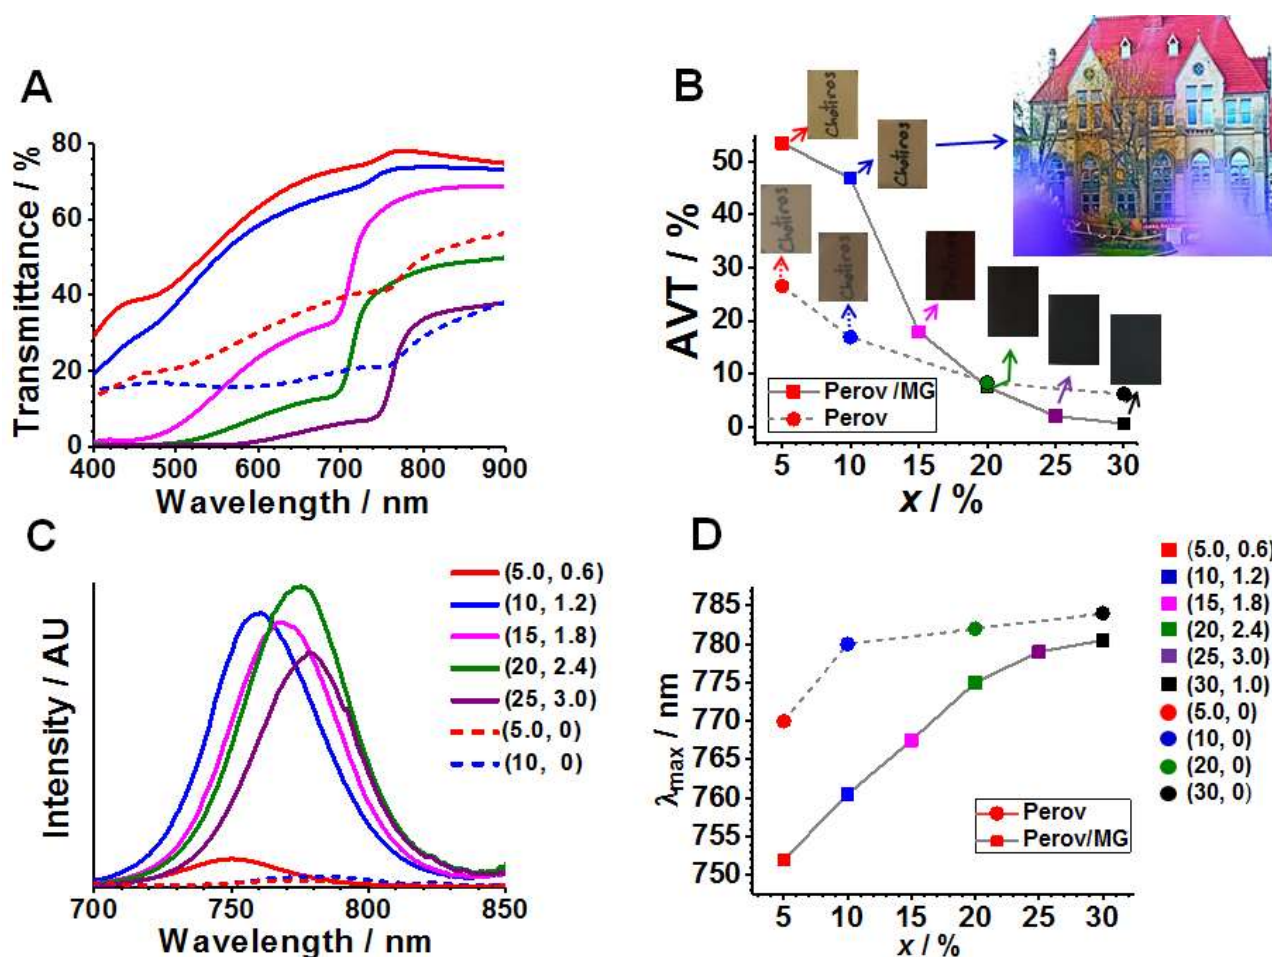 A
80
60
40
20
0
400 500 600 700 800 900
Transmittance / %
Wavelength / nm
B
50
40
30
20
10
0
5 10 15 20 25 30
AVT / %
x / %
Chotiros
Chotiros
Chotiros
Chotiros
Chotiros
Perov /MG
Perov
C
Intensity / AU
700 750 800 850
Wavelength / nm
(5.0, 0.6)
(10, 1.2)
(15, 1.8)
(20, 2.4)
(25, 3.0)
(5.0, 0)
(10, 0)
D
785
780
775
770
765
760
755
750
5 10 15 20 25 30
λmax / nm
x / %
Perov
Perov/MG
(5.0, 0.6)
(10, 1.2)
(15, 1.8)
(20, 2.4)
(25, 3.0)
(30, 1.0)
(5.0, 0)
(10, 0)
(20, 0)
(30, 0)